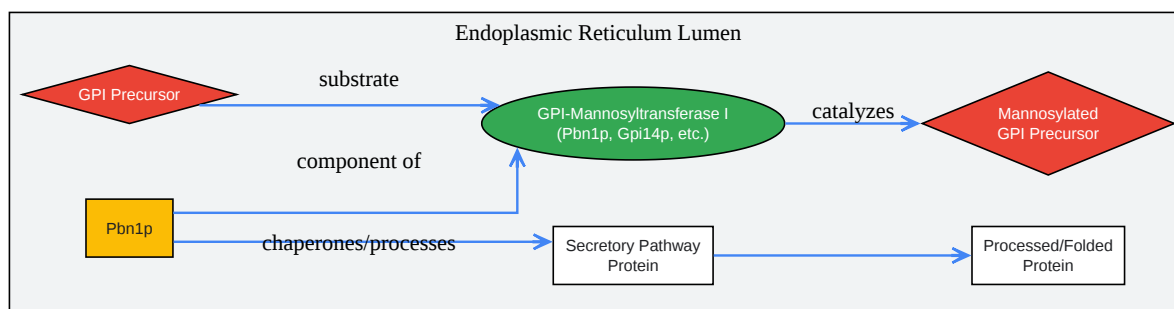 Endoplasmic Reticulum Lumen
GPI Precursor
substrate
GPI-Mannosyltransferase I
(Pbn1p, Gpi14p, etc.)
catalyzes
Mannosylated
GPI Precursor
component of
Pbn1p
chaperones/processes
Secretory Pathway
Protein
Processed/Folded
Protein